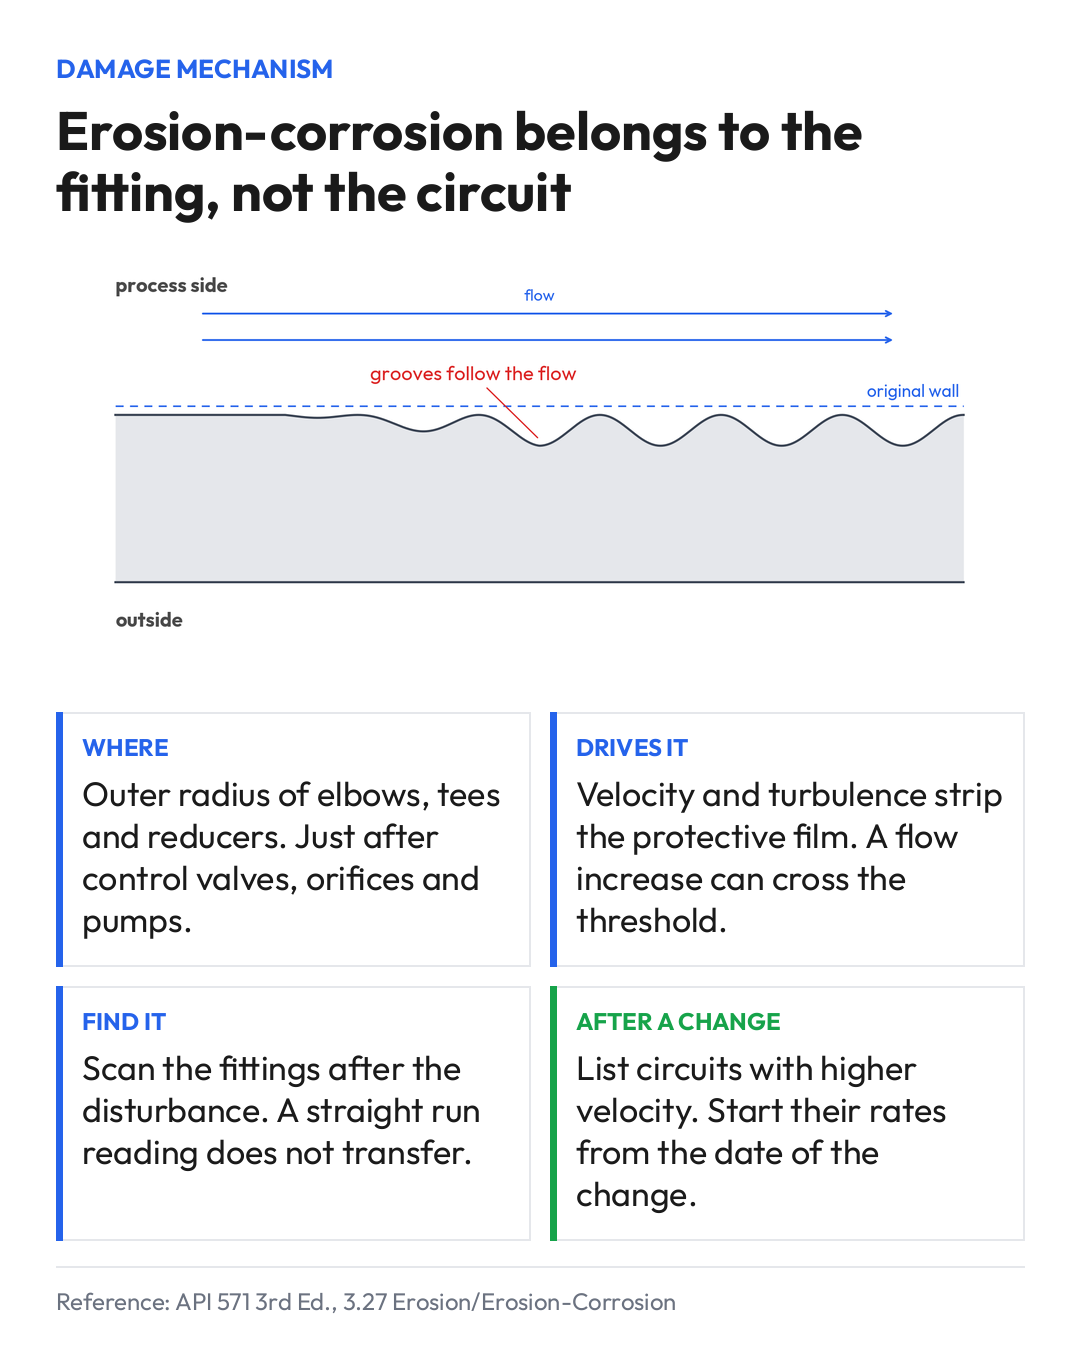 DAMAGE MECHANISM
Erosion-corrosion belongs to the
fitting, not the circuit
process side
flow
grooves follow the flow
original wall
outside
WHERE
Outer radius of elbows, tees
and reducers. Just after
control valves, orifices and
pumps.
DRIVES IT
Velocity and turbulence strip
the protective film. A flow
increase can cross the
threshold.
FIND IT
Scan the fittings after the
disturbance. A straight run
reading does not transfer.
AFTER A CHANGE
List circuits with higher
velocity. Start their rates
from the date of the
change.
Reference: API 571 3rd Ed., 3.27 Erosion/Erosion-Corrosion